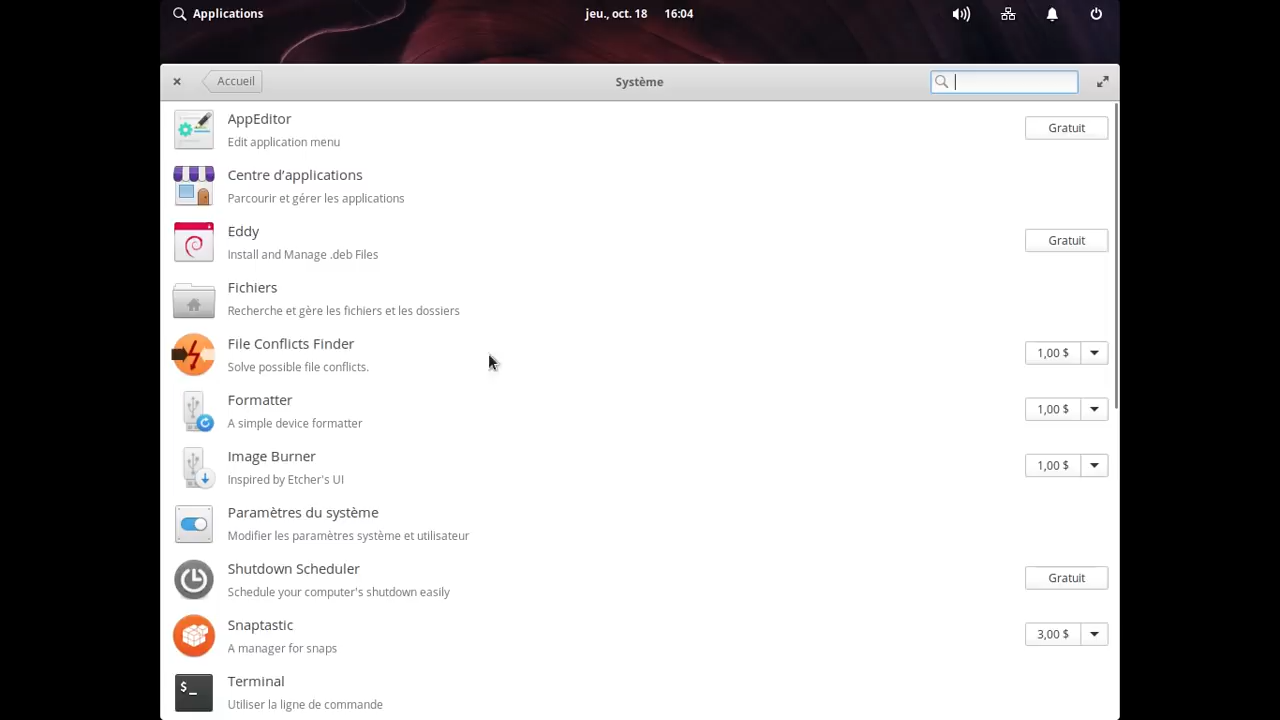 Applications
jeu., oct. 18 16:04
Accueil
Système
AppEditor
Edit application menu
Gratuit
Centre d’applications
Parcourir et gérer les applications
Eddy
Install and Manage .deb Files
Gratuit
Fichiers
Recherche et gère les fichiers et les dossiers
File Conflicts Finder
Solve possible file conflicts.
1,00 $
Formatter
A simple device formatter
1,00 $
Image Burner
Inspired by Etcher's UI
1,00 $
Paramètres du système
Modifier les paramètres système et utilisateur
Shutdown Scheduler
Schedule your computer's shutdown easily
Gratuit
Snaptastic
A manager for snaps
3,00 $
$_
Terminal
Utiliser la ligne de commande